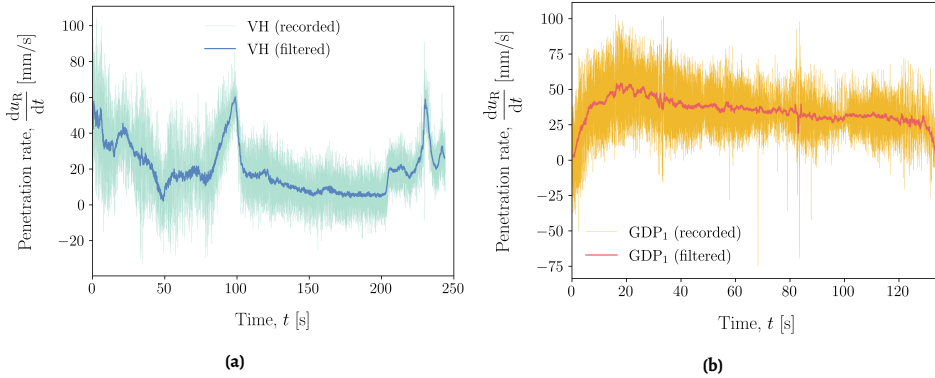 100
80
60
40
20
0
−20
Penetration rate, du_R/dt [mm/s]
VH (recorded)
VH (filtered)
0 50 100 150 200 250
Time, t [s]
(a)
100
75
50
25
0
−25
−50
−75
Penetration rate, du_R/dt [mm/s]
GDP₁ (recorded)
GDP₁ (filtered)
0 20 40 60 80 100 120
Time, t [s]
(b)